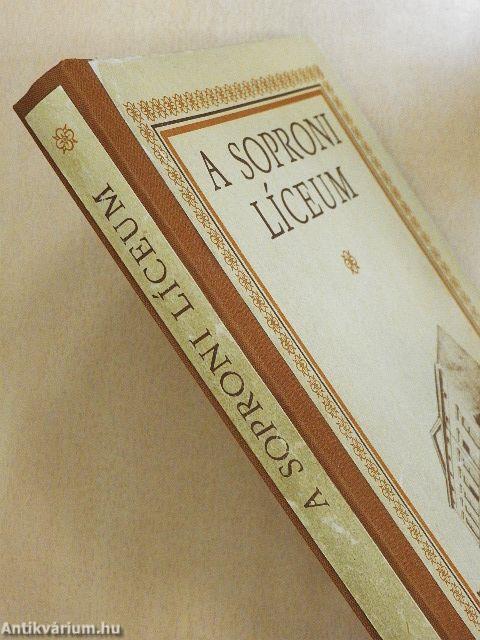 A SOPRONI
LÍCEUM
A SOPRONI LÍCEUM
Antikvárium.hu